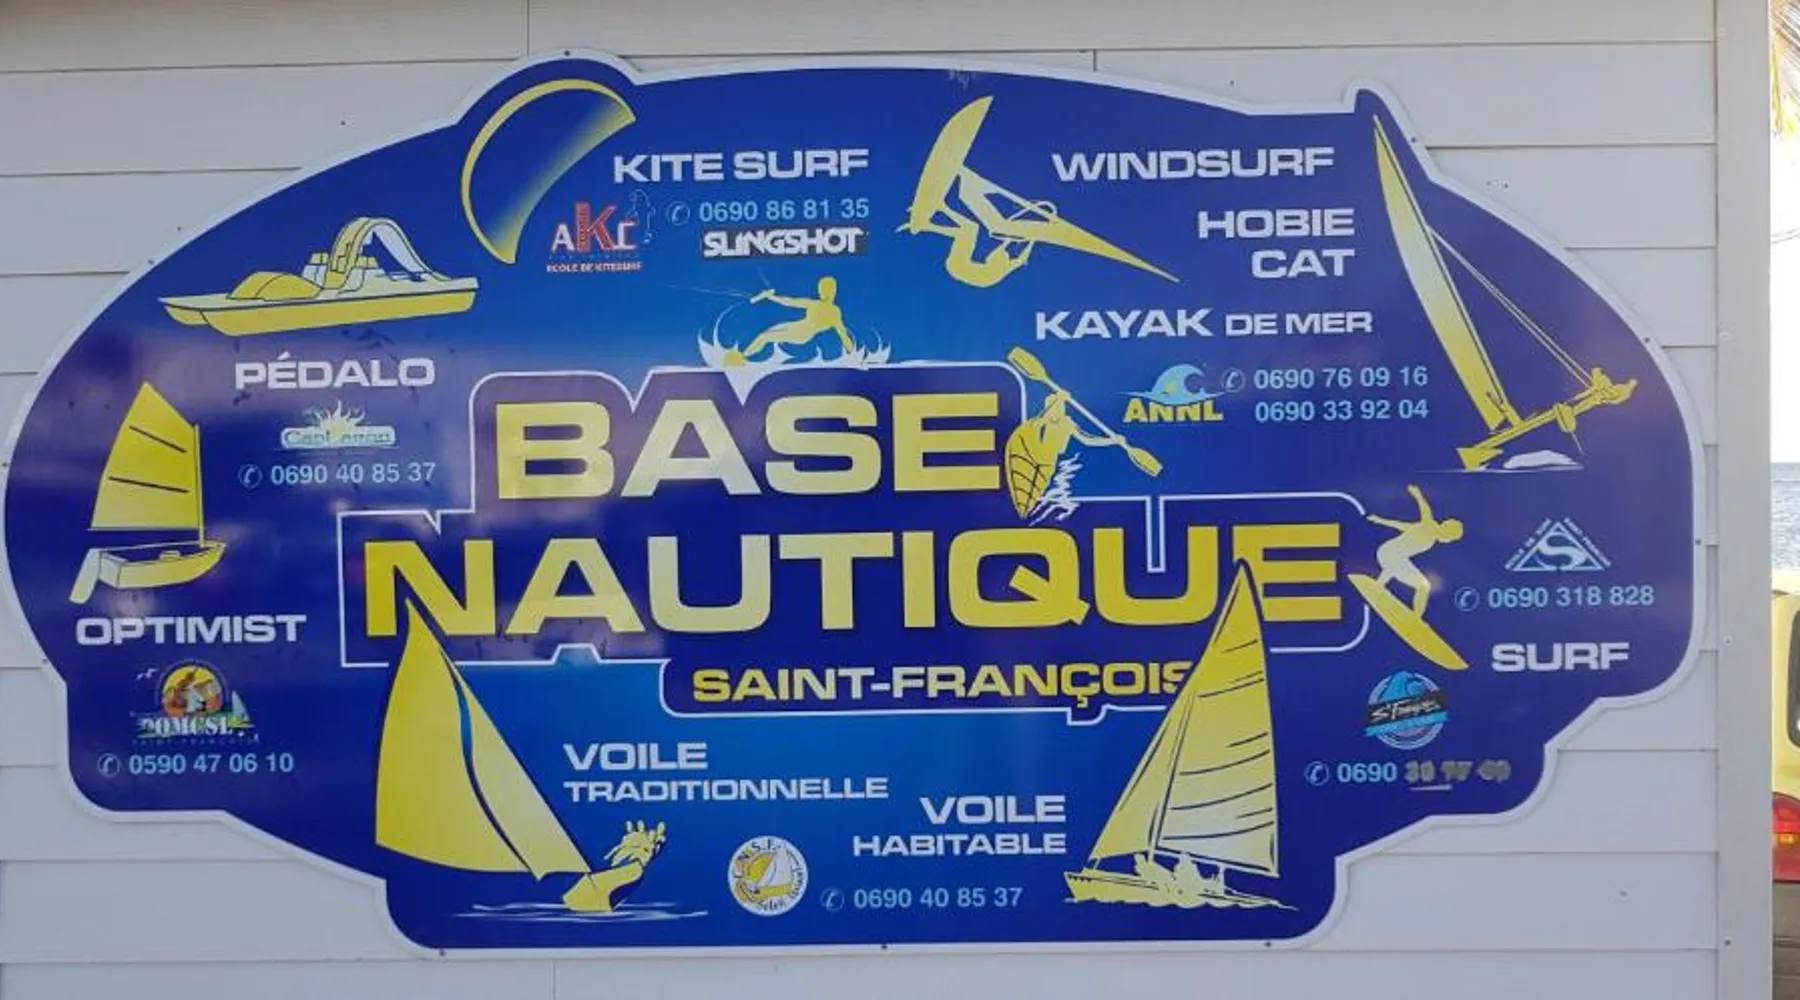 KITE SURF
0690 86 81 35
AKI
ECOLE DE KITESURF
SLINGSHOT
WINDSURF
HOBIE
CAT
KAYAK DE MER
ANNL
0690 76 09 16
0690 33 92 04
PÉDALO
0690 40 85 37
BASE
NAUTIQUE
SAINT-FRANÇOIS
OPTIMIST
0590 47 06 10
S
0690 318 828
SURF
0690
VOILE
TRADITIONNELLE
VOILE
HABITABLE
0690 40 85 37